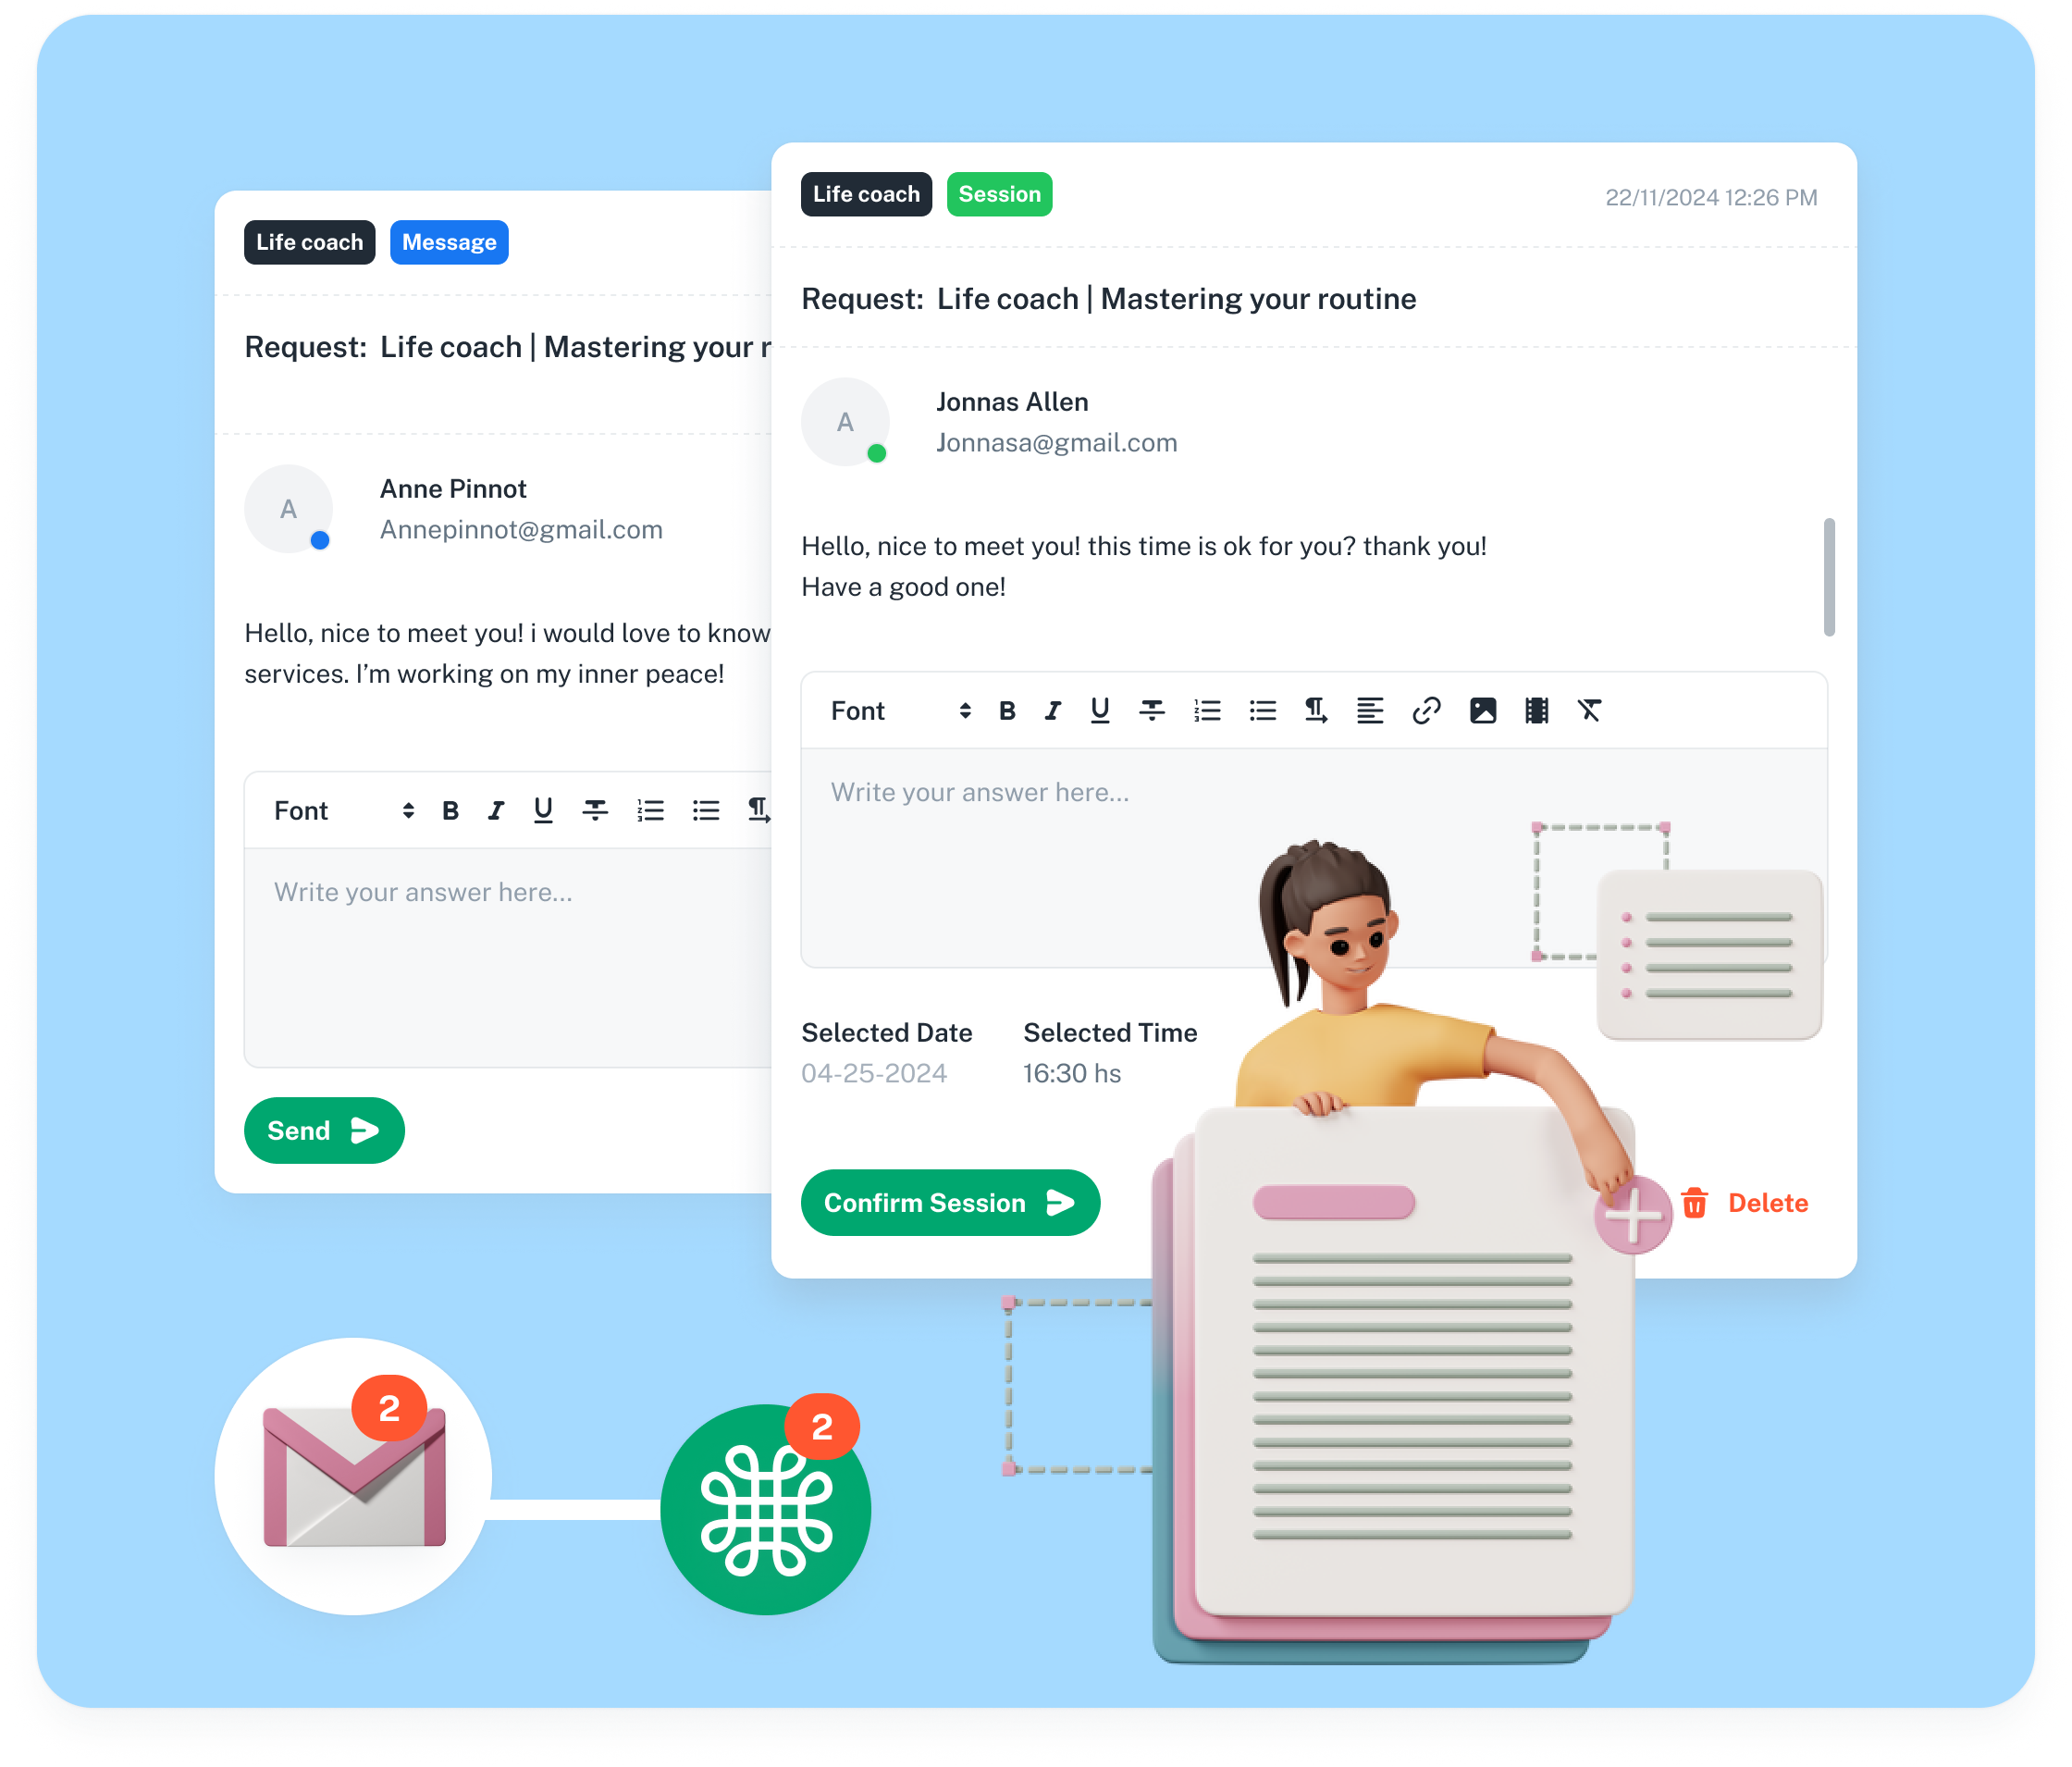 Life coach
Message
Request: Life coach | Mastering your r
A
Anne Pinnot
Annepinnot@gmail.com
Hello, nice to meet you! i would love to know
services. I’m working on my inner peace!
Font
Write your answer here...
Send
Life coach
Session
22/11/2024 12:26 PM
Request: Life coach | Mastering your routine
A
Jonnas Allen
Jonnasa@gmail.com
Hello, nice to meet you! this time is ok for you? thank you!
Have a good one!
Font
Write your answer here...
Selected Date
Selected Time
04-25-2024
16:30 hs
Confirm Session
Delete
2
2